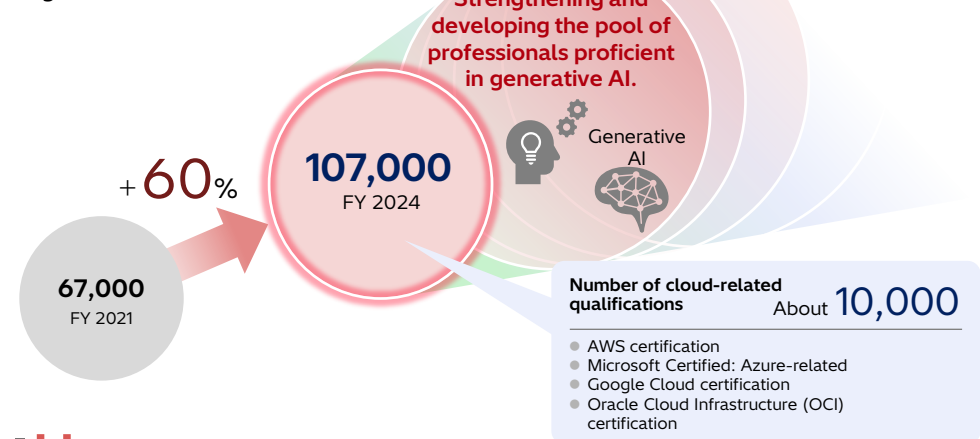 Strengthening and
developing the pool of
professionals proficient
in generative AI.
Generative
AI
107,000
FY 2024
+60%
67,000
FY 2021
Number of cloud-related
qualifications
About 10,000
AWS certification
Microsoft Certified: Azure-related
Google Cloud certification
Oracle Cloud Infrastructure (OCI)
certification